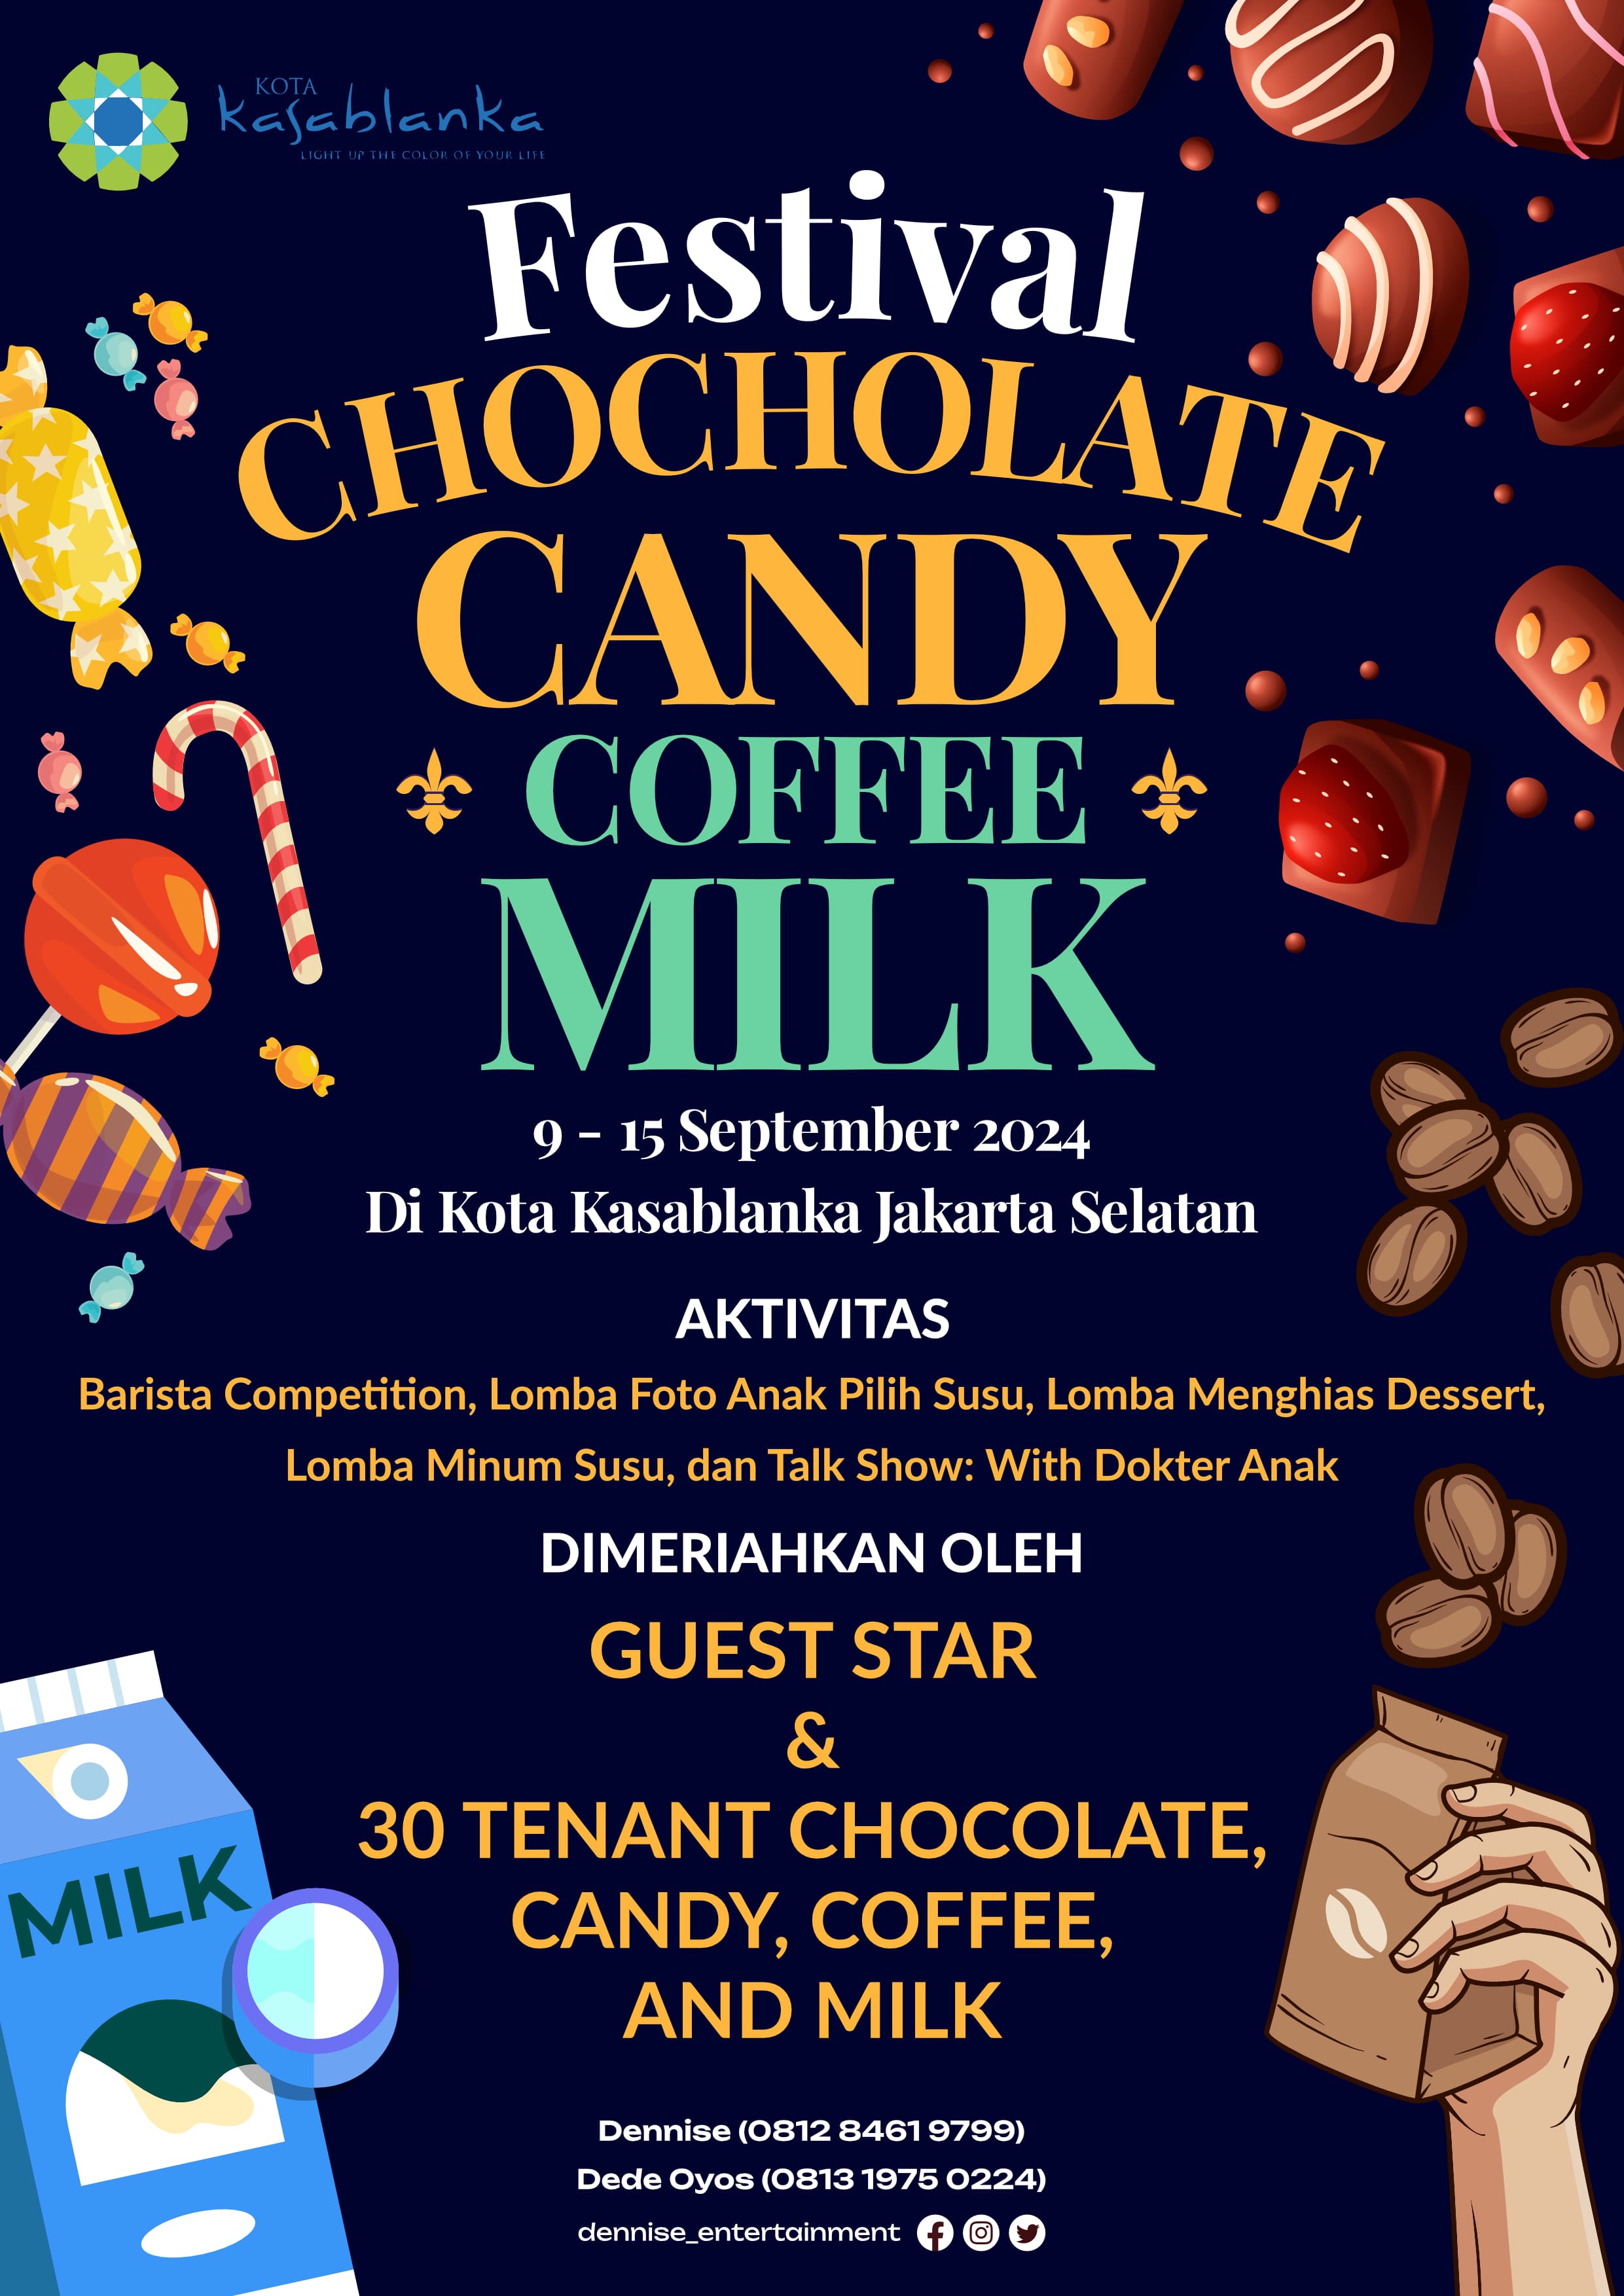 KOTA
kasablanka
LIGHT UP THE COLOR OF YOUR LIFE
Festival
CHOCHOLATE
CANDY
COFFEE
MILK
9 - 15 September 2024
Di Kota Kasablanka Jakarta Selatan
AKTIVITAS
Barista Competition, Lomba Foto Anak Pilih Susu, Lomba Menghias Dessert,
Lomba Minum Susu, dan Talk Show: With Dokter Anak
DIMERIAHKAN OLEH
GUEST STAR
&
30 TENANT CHOCOLATE,
CANDY, COFFEE,
AND MILK
MILK
Dennise (0812 8461 9799)
Dede Oyos (0813 1975 0224)
dennise_entertainment